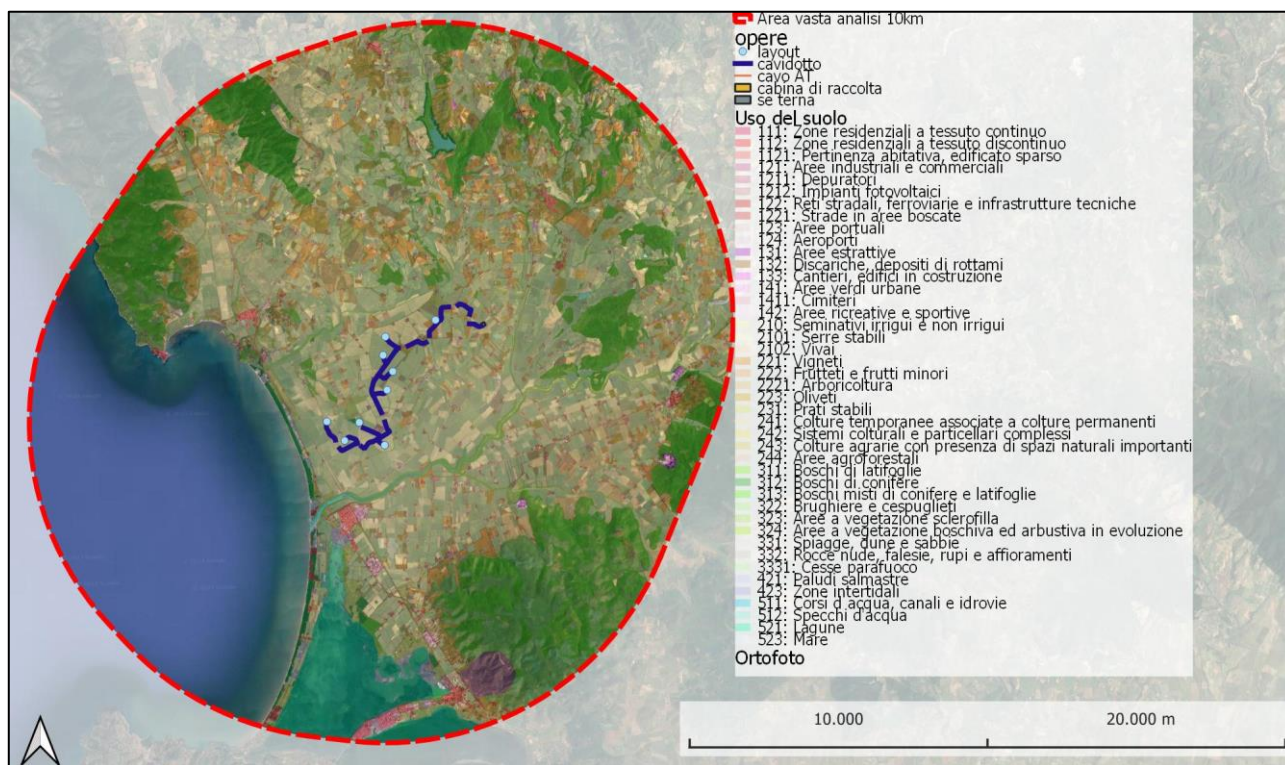 Area vasta analisi 10km
opere
layout
cavidotto
cavo AT
cabina di raccolta
se terna
Uso del suolo
111: Zone residenziali a tessuto continuo
112: Zone residenziali a tessuto discontinuo
1121: Pertinenza abitativa, edificato sparso
121: Aree industriali e commerciali
1211: Depuratori
1212: Impianti fotovoltaici
122: Reti stradali, ferroviarie e infrastrutture tecniche
1221: Strade in aree boscate
123: Aree portuali
124: Aeroporti
131: Aree estrattive
132: Discariche, depositi di rottami
133: Cantieri, edifici in costruzione
141: Aree verdi urbane
1411: Cimiteri
142: Aree ricreative e sportive
210: Seminativi irrigui e non irrigui
2101: Serre stabili
2102: Vivai
221: Vigneti
222: Frutteti e frutti minori
2221: Arboricoltura
223: Oliveti
231: Prati stabili
241: Colture temporanee associate a colture permanenti
242: Sistemi colturali e particellari complessi
243: Colture agrarie con presenza di spazi naturali importanti
244: Aree agroforestali
311: Boschi di latifoglie
312: Boschi di conifere
313: Boschi misti di conifere e latifoglie
322: Brughiere e cespuglieti
323: Aree a vegetazione sclerofilla
324: Aree a vegetazione boschiva ed arbustiva in evoluzione
331: Spiagge, dune e sabbie
332: Rocce nude, falesie, rupi e affioramenti
3331: Cesse parafuoco
421: Paludi salmastre
423: Zone intertidali
511: Corsi d'acqua, canali e idrovie
512: Specchi d'acqua
521: Lagune
523: Mare
Ortofoto
10.000 20.000 m